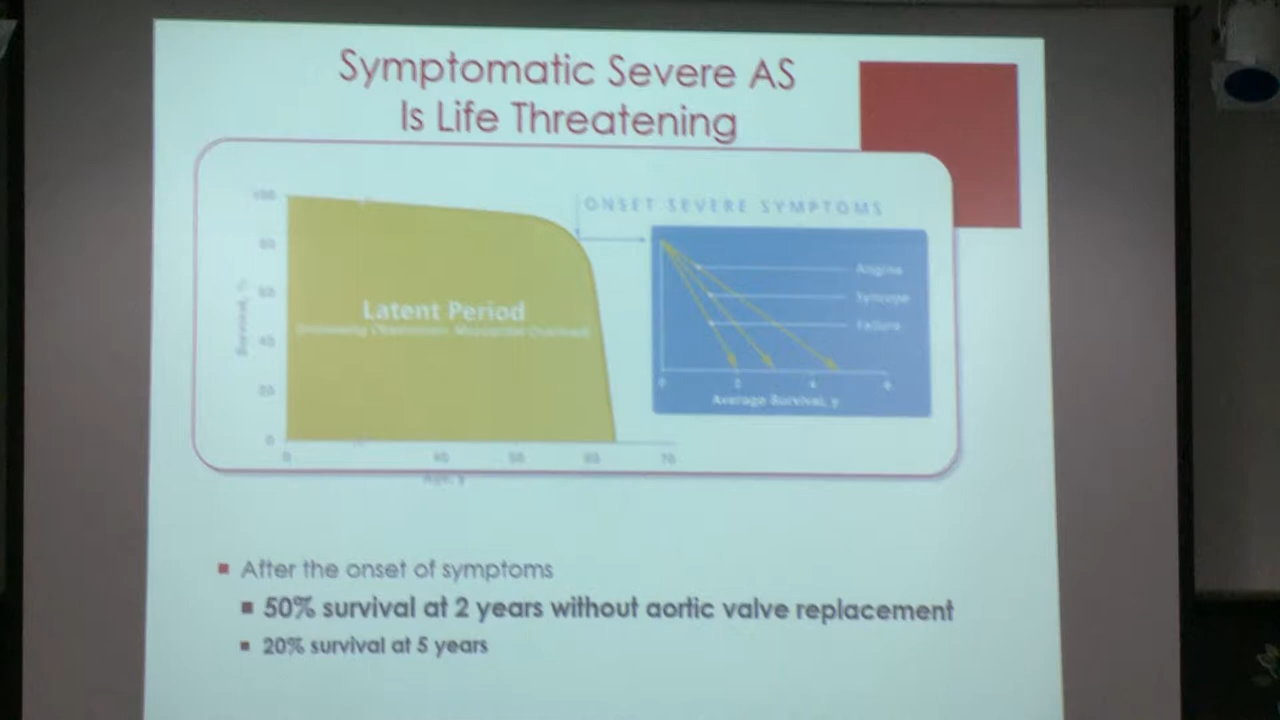 Symptomatic Severe AS
Is Life Threatening
ONSET SEVERE SYMPTOMS
100
80
60
40
20
0
Survival, %
Latent Period
0
40
50
60
70
Age, y
Angina
Syncope
Failure
0 2 4 6
Average Survival, y
After the onset of symptoms
50% survival at 2 years without aortic valve replacement
20% survival at 5 years